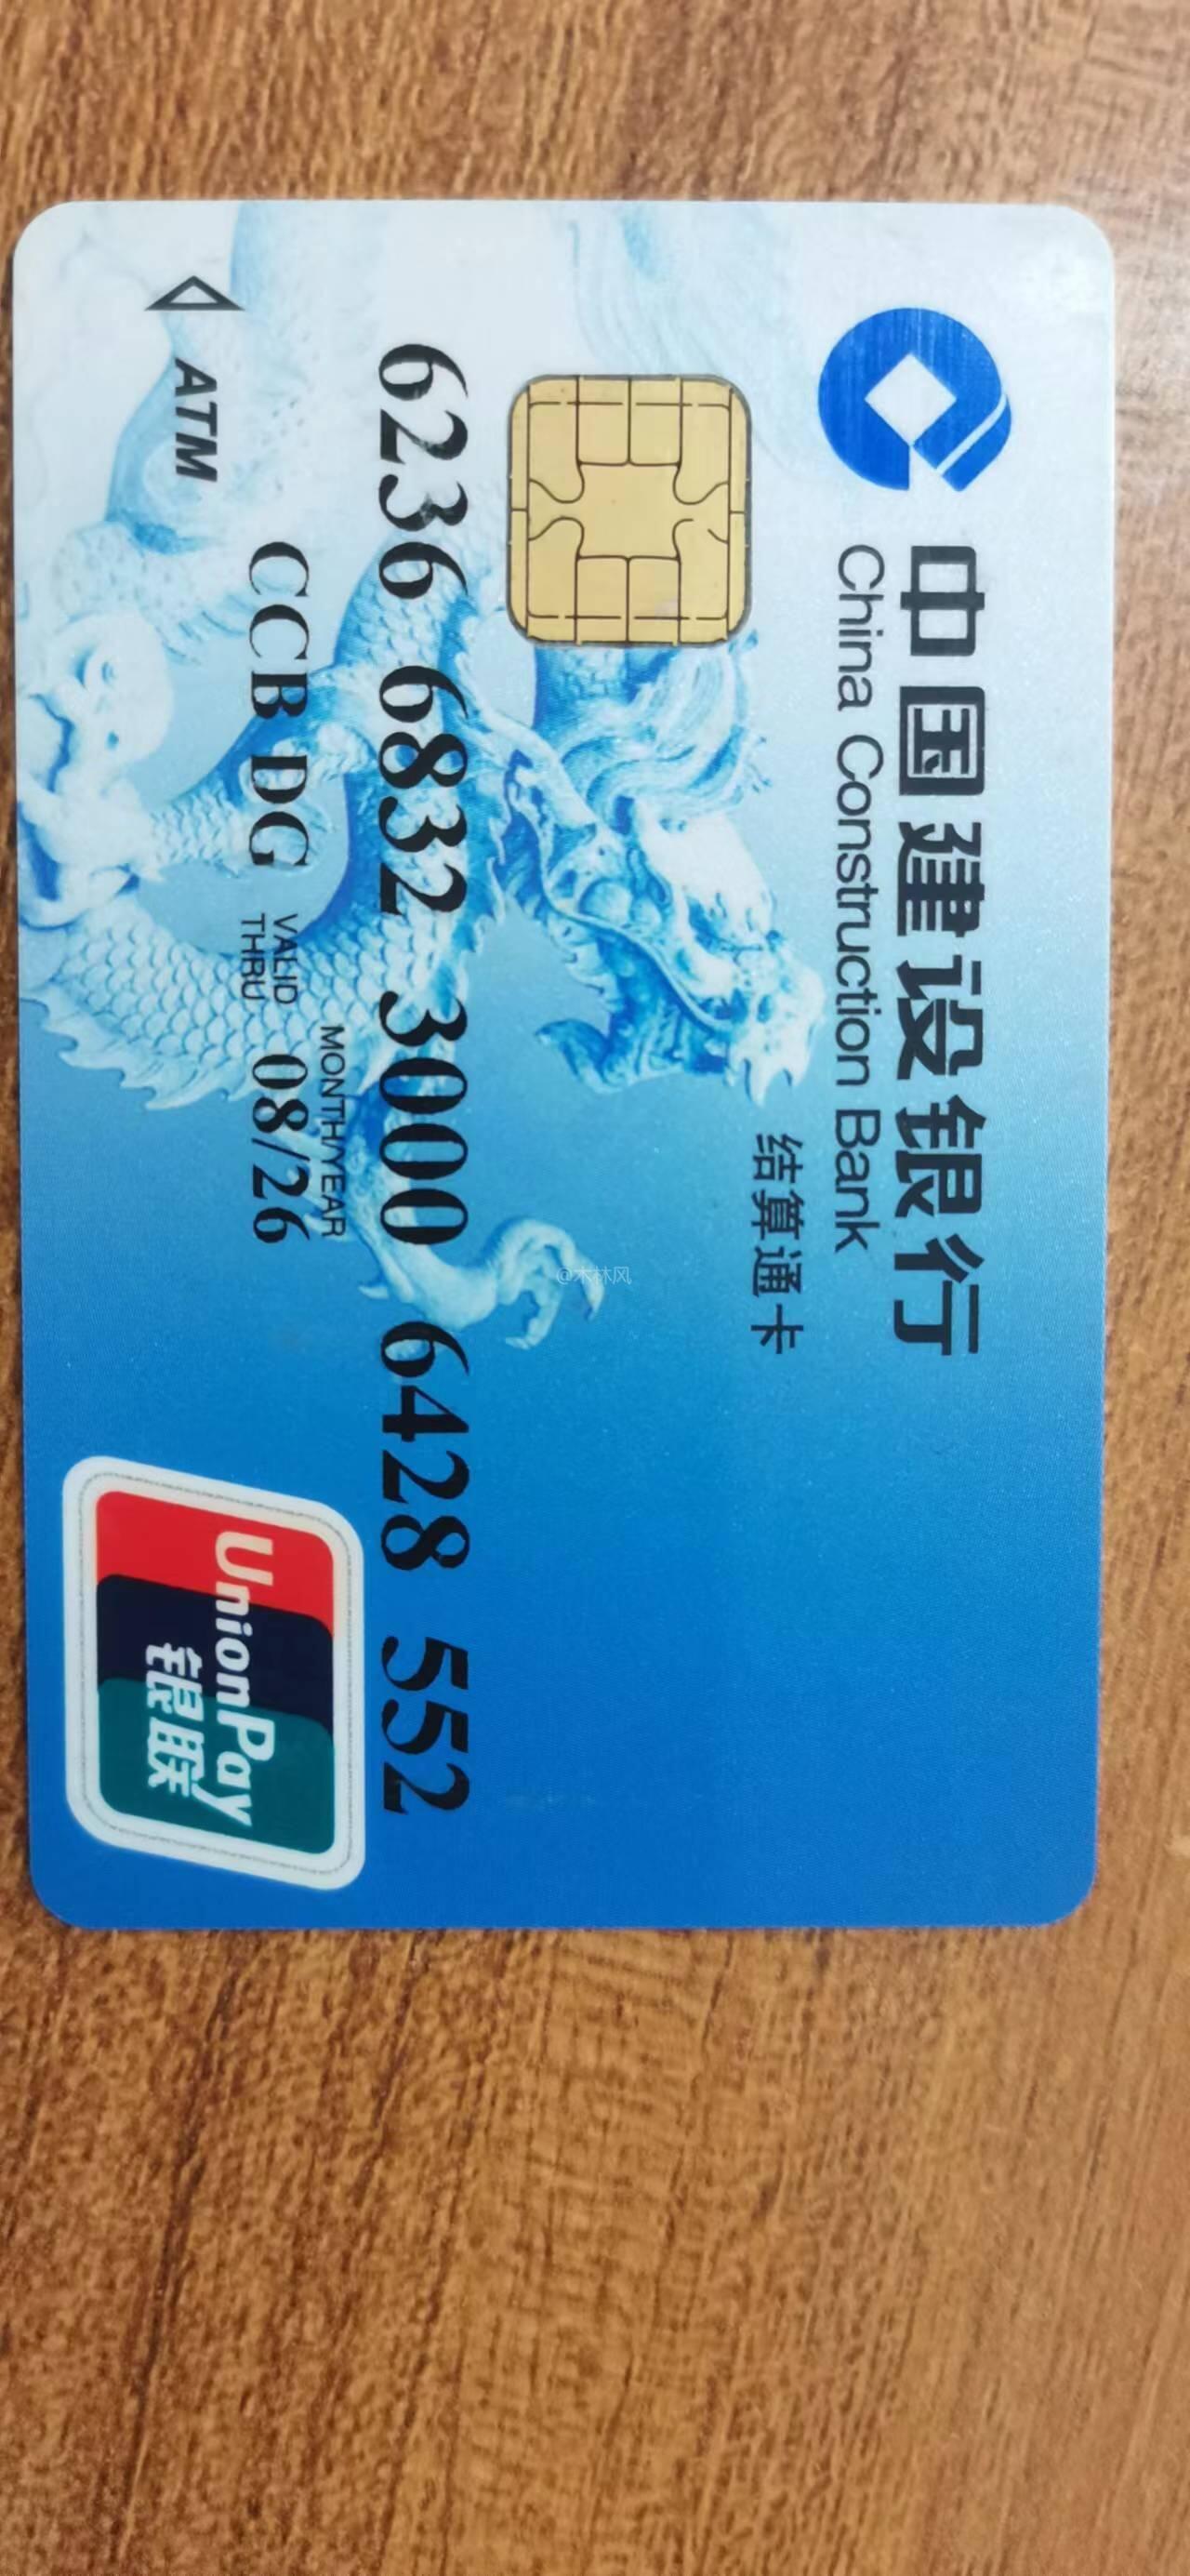 中国建设银行
China Construction Bank
结算通卡
6236 6832 3000 6428 552
MONTH/YEAR
CCB DG VALID THRU 08/26
ATM
UnionPay
银联
@木林风